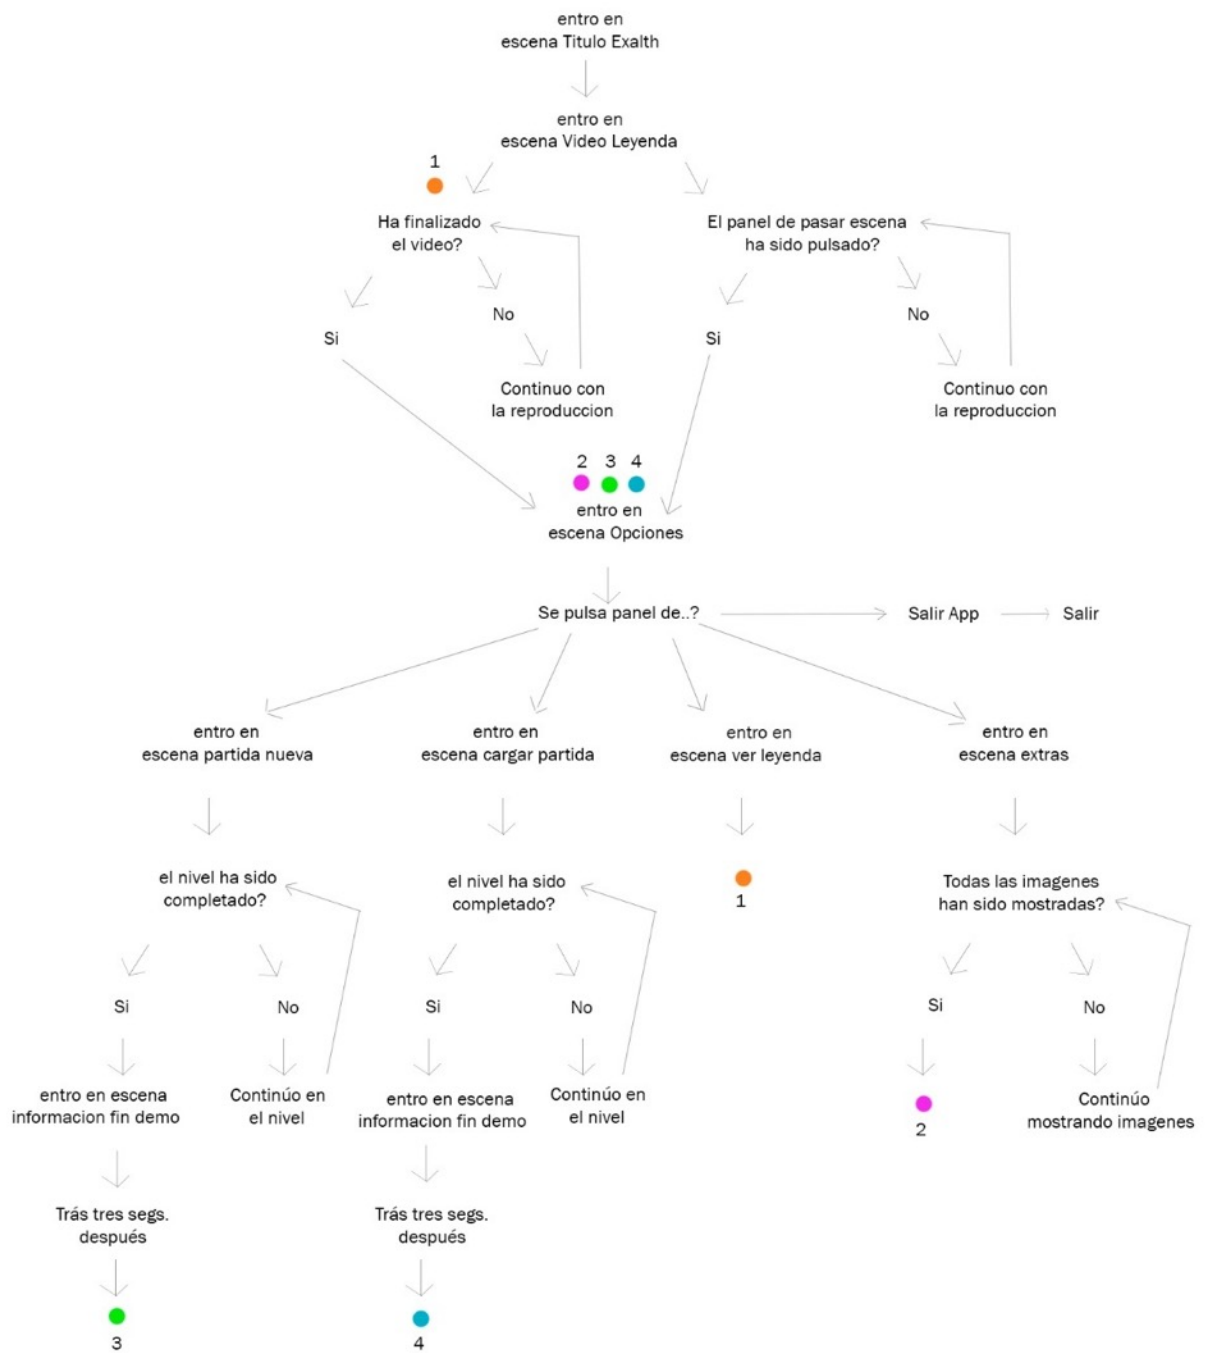 entro en
escena Titulo Exalth
entro en
escena Video Leyenda
1
Ha finalizado
el video?
El panel de pasar escena
ha sido pulsado?
Si
No
Continuo con
la reproduccion
Si
No
Continuo con
la reproduccion
2 3 4
entro en
escena Opciones
Se pulsa panel de..?
Salir App
Salir
entro en
escena partida nueva
entro en
escena cargar partida
entro en
escena ver leyenda
entro en
escena extras
el nivel ha sido
completado?
el nivel ha sido
completado?
1
Todas las imagenes
han sido mostradas?
Si
No
Si
No
Si
No
entro en escena
informacion fin demo
Continúo en
el nivel
entro en escena
informacion fin demo
Continúo en
el nivel
2
Continúo
mostrando imagenes
Trás tres segs.
después
Trás tres segs.
después
3
4